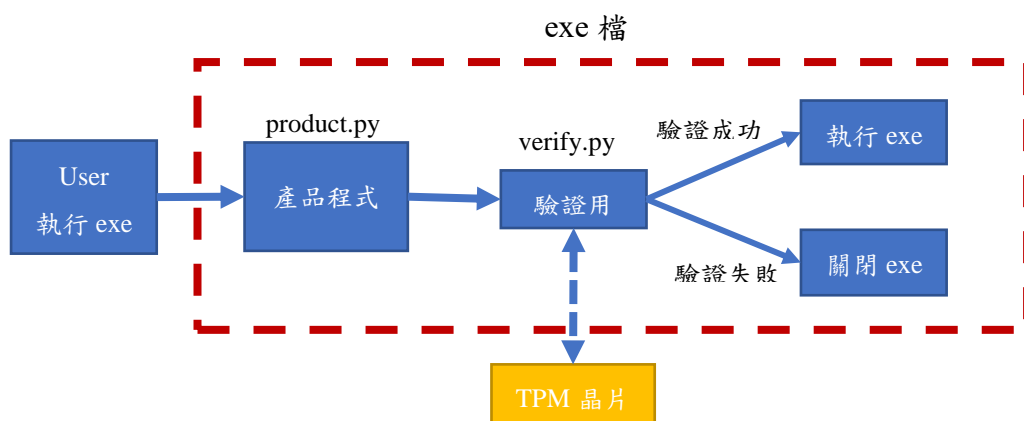 exe 檔
product.py
verify.py
驗證成功
執行 exe
User
執行 exe
產品程式
驗證用
驗證失敗
關閉 exe
TPM 晶片